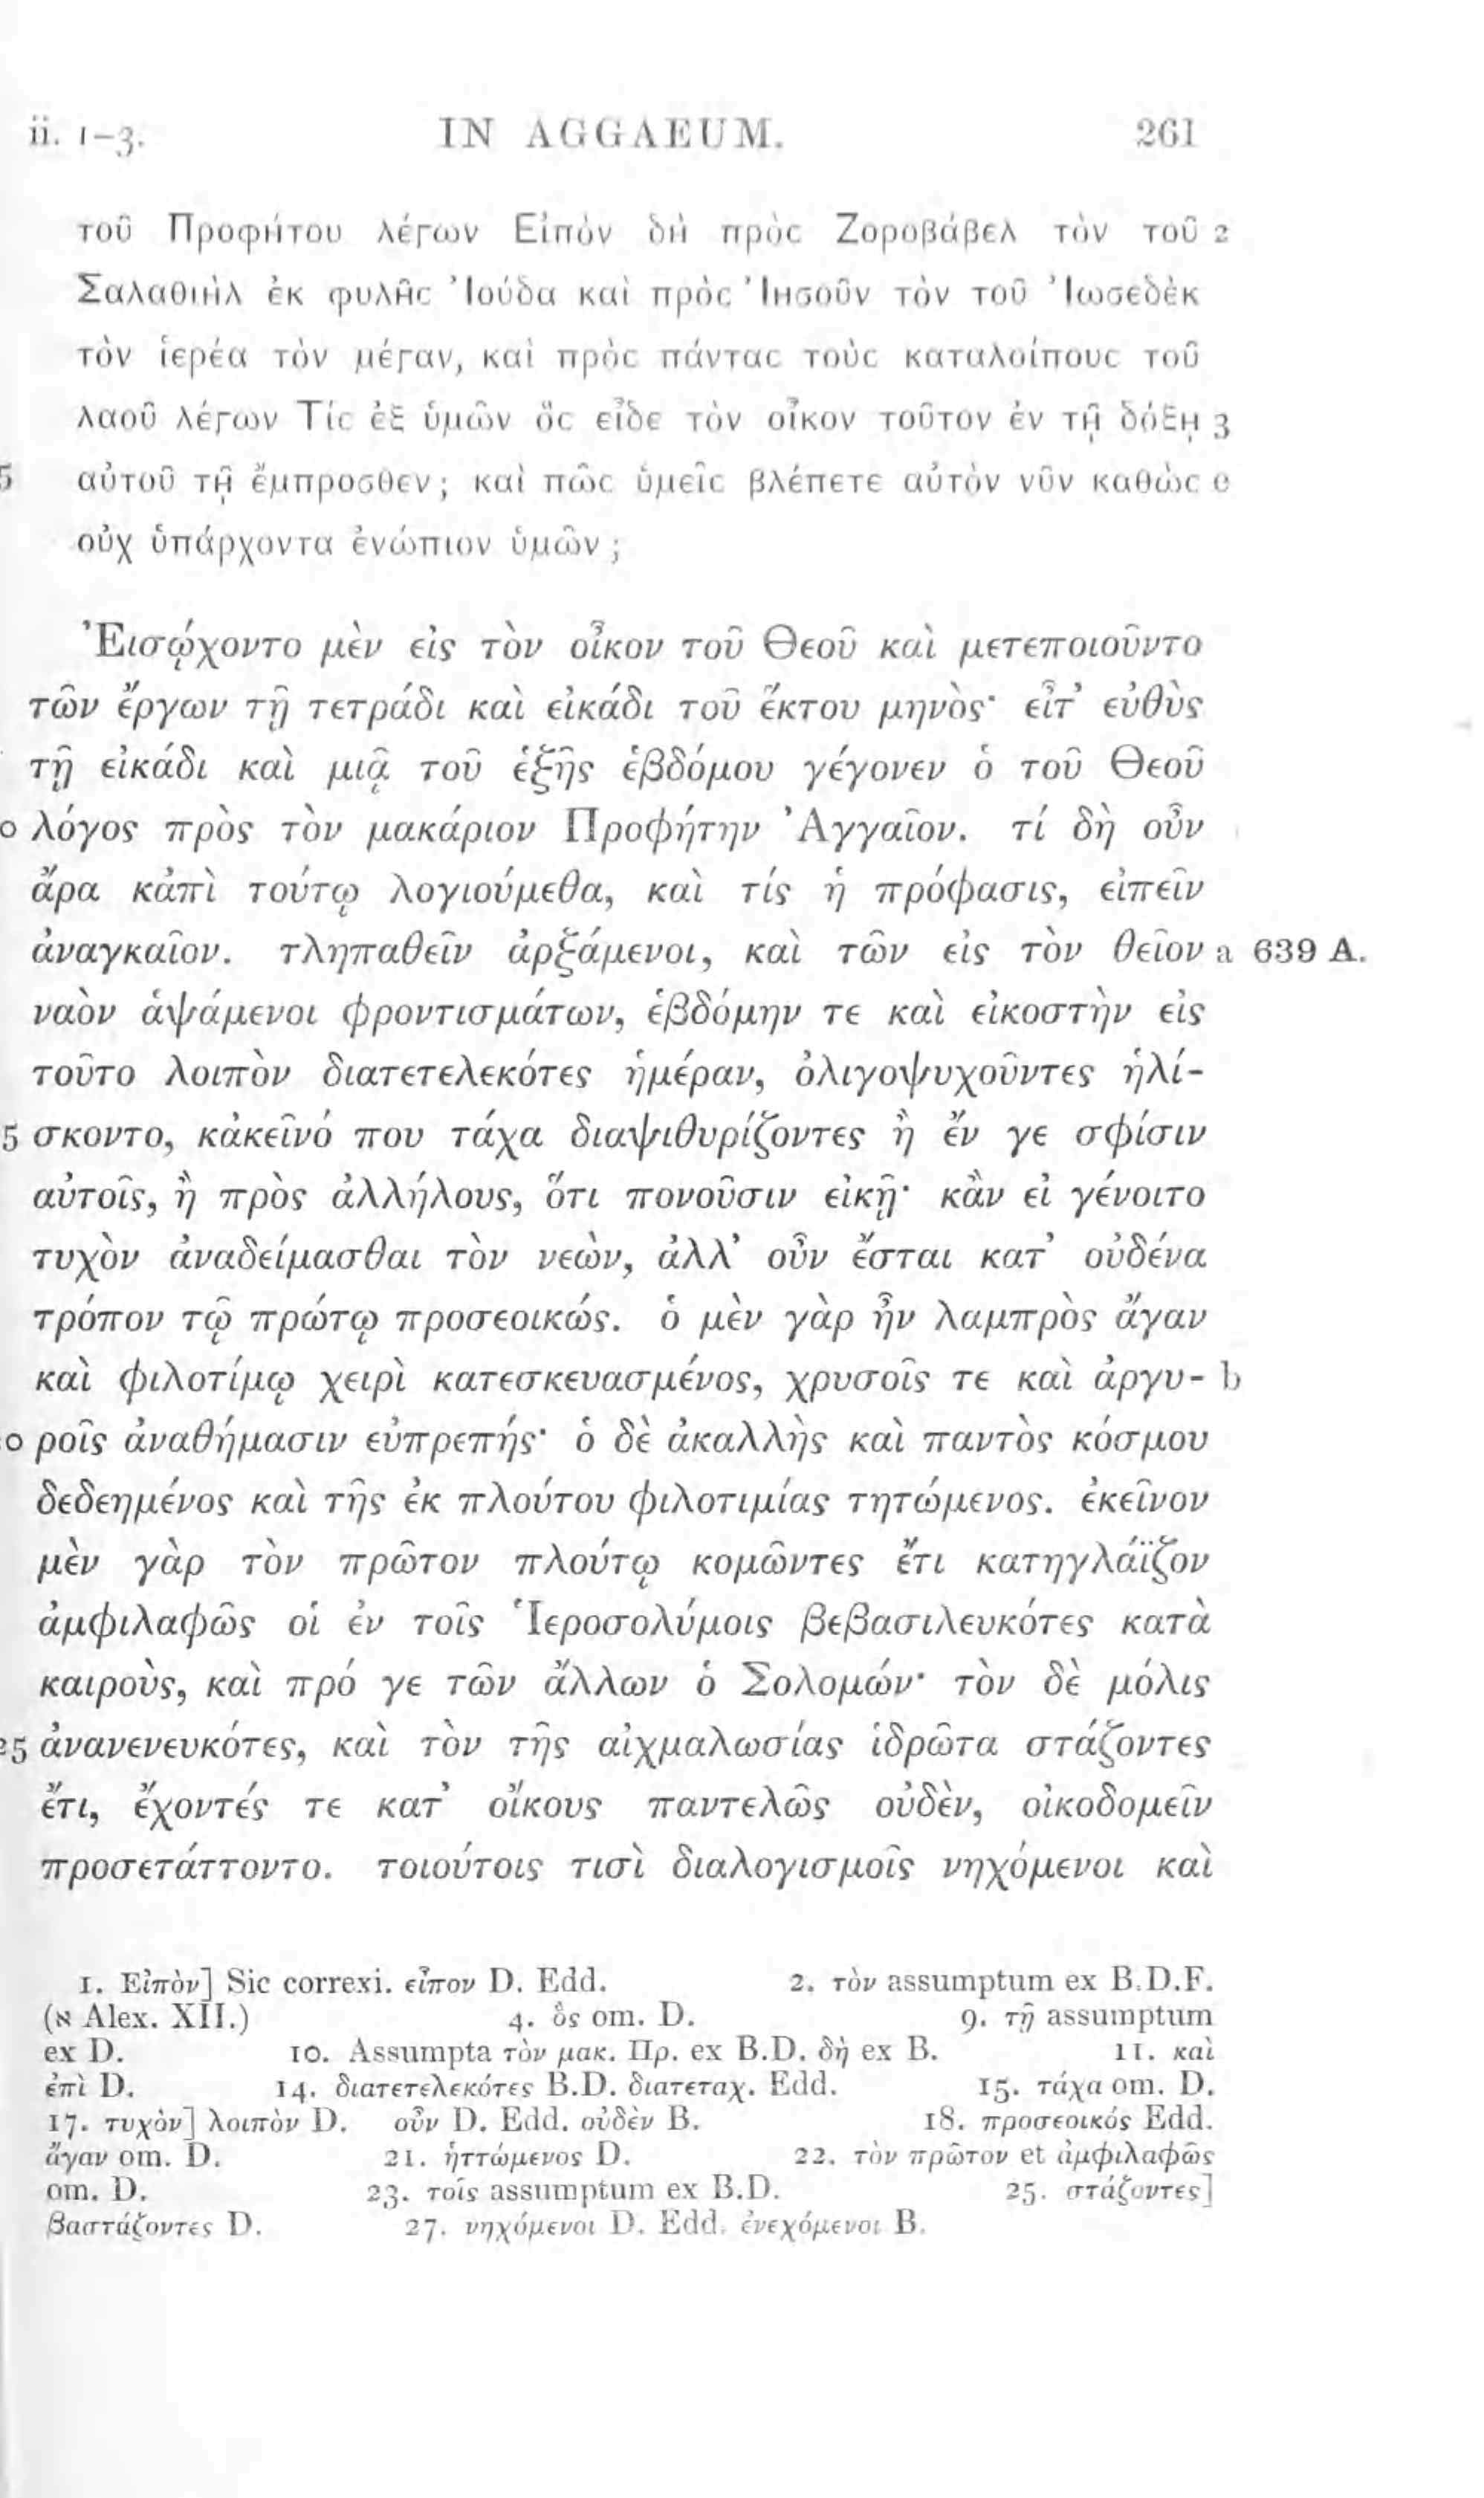 ii. 1–3. IN AGGAEUM. 261
τοῦ Προφήτου λέγων Εἰπὸν δὴ πρὸς Ζοροβάβελ τὸν τοῦ 2
Σαλαθιὴλ ἐκ φυλῆς Ἰούδα καὶ πρὸς Ἰησοῦν τὸν τοῦ Ἰωσεδὲκ
τὸν ἱερέα τὸν μέγαν, καὶ πρὸς πάντας τοὺς καταλοίπους τοῦ
λαοῦ λέγων Τίς ἐξ ὑμῶν ὃς εἶδε τὸν οἶκον τοῦτον ἐν τῇ δόξῃ 3
5 αὐτοῦ τῇ ἔμπροσθεν; καὶ πῶς ὑμεῖς βλέπετε αὐτὸν νῦν καθὼς e
οὐχ ὑπάρχοντα ἐνώπιον ὑμῶν;
Ἐισῴχοντο μὲν εἰς τὸν οἶκον τοῦ Θεοῦ καὶ μετεποιοῦντο
τῶν ἔργων τῇ τετράδι καὶ εἰκάδι τοῦ ἕκτου μηνὸς· εἶτ’ εὐθὺς
τῇ εἰκάδι καὶ μιᾷ τοῦ ἑξῆς ἑβδόμου γέγονεν ὁ τοῦ Θεοῦ
0 λόγος πρὸς τὸν μακάριον Προφήτην Ἀγγαῖον. τί δὴ οὖν
ἄρα κἀπὶ τούτῳ λογιούμεθα, καὶ τίς ἡ πρόφασις, εἰπεῖν
ἀναγκαῖον. τληπαθεῖν ἀρξάμενοι, καὶ τῶν εἰς τὸν θεῖον a 639 A.
ναὸν ἁψάμενοι φροντισμάτων, ἑβδόμην τε καὶ εἰκοστὴν εἰς
τοῦτο λοιπὸν διατετελεκότες ἡμέραν, ὀλιγοψυχοῦντες ἡλί-
5 σκοντο, κἀκεῖνό που τάχα διαψιθυρίζοντες ἢ ἔν γε σφίσιν
αὐτοῖς, ἢ πρὸς ἀλλήλους, ὅτι πονοῦσιν εἰκῇ· κἂν εἰ γένοιτο
τυχὸν ἀναδείμασθαι τὸν νεὼν, ἀλλ’ οὖν ἔσται κατ’ οὐδένα
τρόπον τῷ πρώτῳ προσεοικώς. ὁ μὲν γὰρ ἦν λαμπρὸς ἄγαν
καὶ φιλοτίμῳ χειρὶ κατεσκευασμένος, χρυσοῖς τε καὶ ἀργυ- b
0 ροῖς ἀναθήμασιν εὐπρεπής· ὁ δὲ ἀκαλλὴς καὶ παντὸς κόσμου
δεδεημένος καὶ τῆς ἐκ πλούτου φιλοτιμίας τητώμενος. ἐκεῖνον
μὲν γὰρ τὸν πρῶτον πλούτῳ κομῶντες ἔτι κατηγλάϊζον
ἀμφιλαφῶς οἱ ἐν τοῖς Ἱεροσολύμοις βεβασιλευκότες κατὰ
καιροὺς, καὶ πρό γε τῶν ἄλλων ὁ Σολομών· τὸν δὲ μόλις
25 ἀνανενευκότες, καὶ τὸν τῆς αἰχμαλωσίας ἱδρῶτα στάζοντες
ἔτι, ἔχοντές τε κατ’ οἴκους παντελῶς οὐδὲν, οἰκοδομεῖν
προσετάττοντο. τοιούτοις τισὶ διαλογισμοῖς νηχόμενοι καὶ
1. Εἰπὸν] Sic correxi. εἶπον D. Edd. 2. τὸν assumptum ex B.D.F.
(א Alex. XII.) 4. ὃς om. D. 9. τῇ assumptum
ex D. 10. Assumpta τὸν μακ. Πρ. ex B.D. δὴ ex B. 11. καὶ
ἐπὶ D. 14. διατετελεκότες B.D. διατεταχ. Edd. 15. τάχα om. D.
17. τυχὸν] λοιπὸν D. οὖν D. Edd. οὐδὲν B. 18. προσεοικός Edd.
ἄγαν om. D. 21. ἡττώμενος D. 22. τὸν πρῶτον et ἀμφιλαφῶς
om. D. 23. τοῖς assumptum ex B.D. 25. στάζοντες]
βαστάζοντες D. 27. νηχόμενοι D. Edd. ἐνεχόμενοι B.